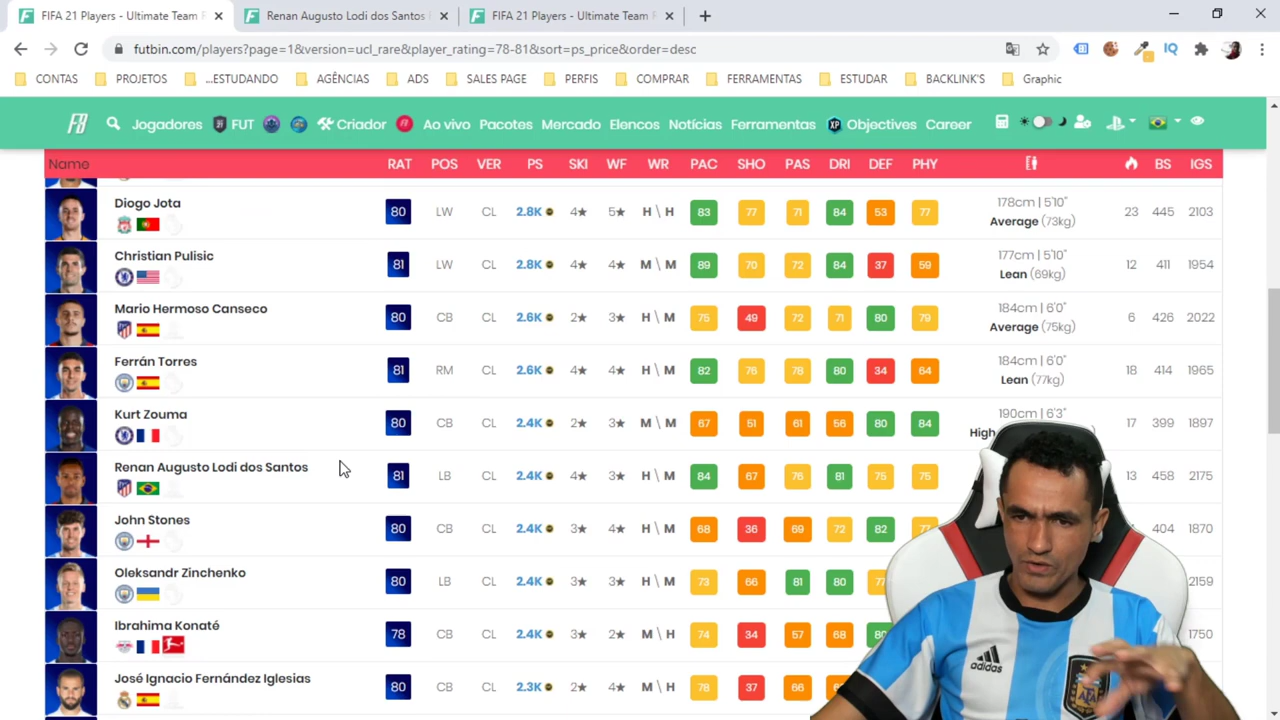 FIFA 21 Players - Ultimate Team R
Renan Augusto Lodi dos Santos
FIFA 21 Players - Ultimate Team R
futbin.com/players?page=1&version=ucl_rare&player_rating=78-81&sort=ps_price&order=desc
CONTAS PROJETOS ...ESTUDANDO AGÊNCIAS ADS SALES PAGE PERFIS COMPRAR FERRAMENTAS ESTUDAR BACKLINK'S Graphic
Jogadores FUT Criador Ao vivo Pacotes Mercado Elencos Notícias Ferramentas XP Objectives Career
Name RAT POS VER PS SKI WF WR PAC SHO PAS DRI DEF PHY BS IGS
Diogo Jota 80 LW CL 2.8K 4★ 5★ H \ H 83 77 71 84 53 77 178cm | 5'10" Average (73kg) 23 445 2103
Christian Pulisic 81 LW CL 2.8K 4★ 4★ M \ M 89 70 72 84 37 59 177cm | 5'10" Lean (69kg) 12 411 1954
Mario Hermoso Canseco 80 CB CL 2.6K 2★ 3★ H \ M 75 49 72 71 80 79 184cm | 6'0" Average (75kg) 6 426 2022
Ferrán Torres 81 RM CL 2.6K 4★ 4★ H \ M 82 76 78 80 34 64 184cm | 6'0" Lean (77kg) 18 414 1965
Kurt Zouma 80 CB CL 2.4K 2★ 3★ M \ M 67 51 61 56 80 84 190cm | 6'3" High 17 399 1897
Renan Augusto Lodi dos Santos 81 LB CL 2.4K 4★ 3★ H \ M 84 67 76 81 75 75 13 458 2175
John Stones 80 CB CL 2.4K 3★ 4★ H \ M 68 36 69 72 82 77 404 1870
Oleksandr Zinchenko 80 LB CL 2.4K 3★ 3★ H \ M 73 66 81 80 2159
Ibrahima Konaté 78 CB CL 2.4K 3★ 2★ M \ H 74 34 57 68 80 1750
José Ignacio Fernández Iglesias 80 CB CL 2.3K 2★ 4★ M \ H 78 37 66
adidas
AFA